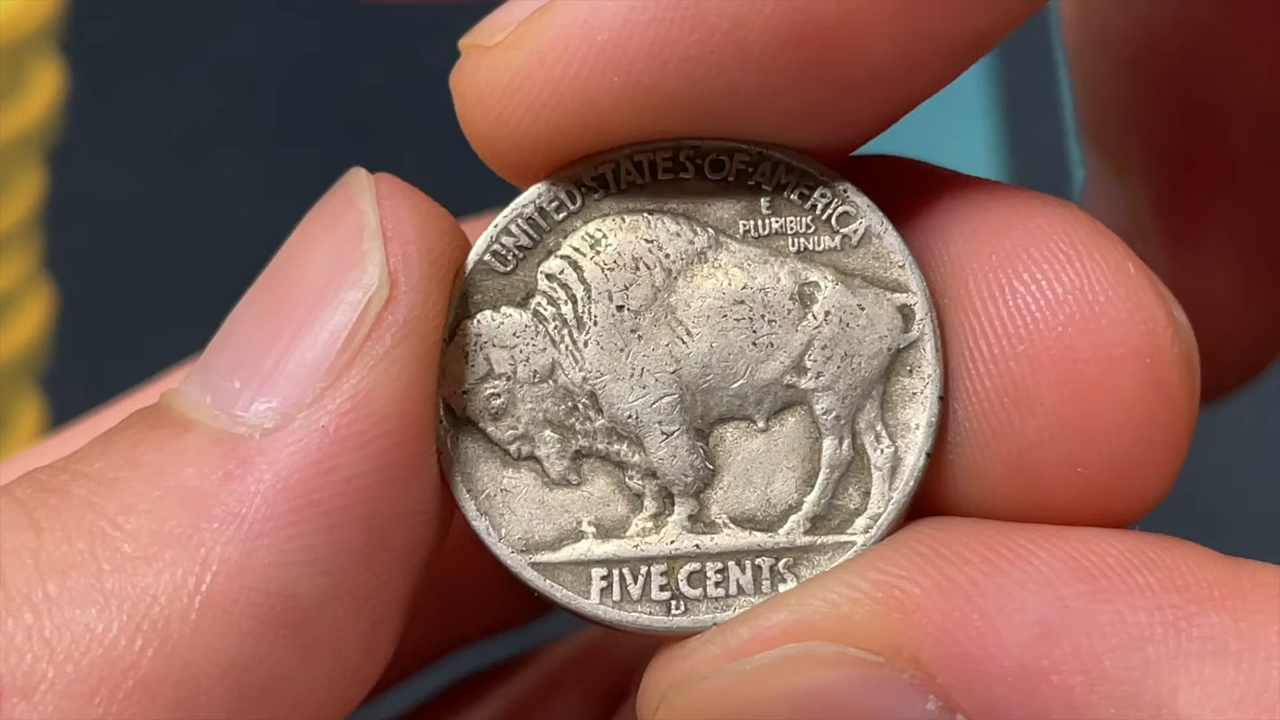 UNITED·STATES·OF·AMERICA
E
PLURIBUS
UNUM
FIVE CENTS
D